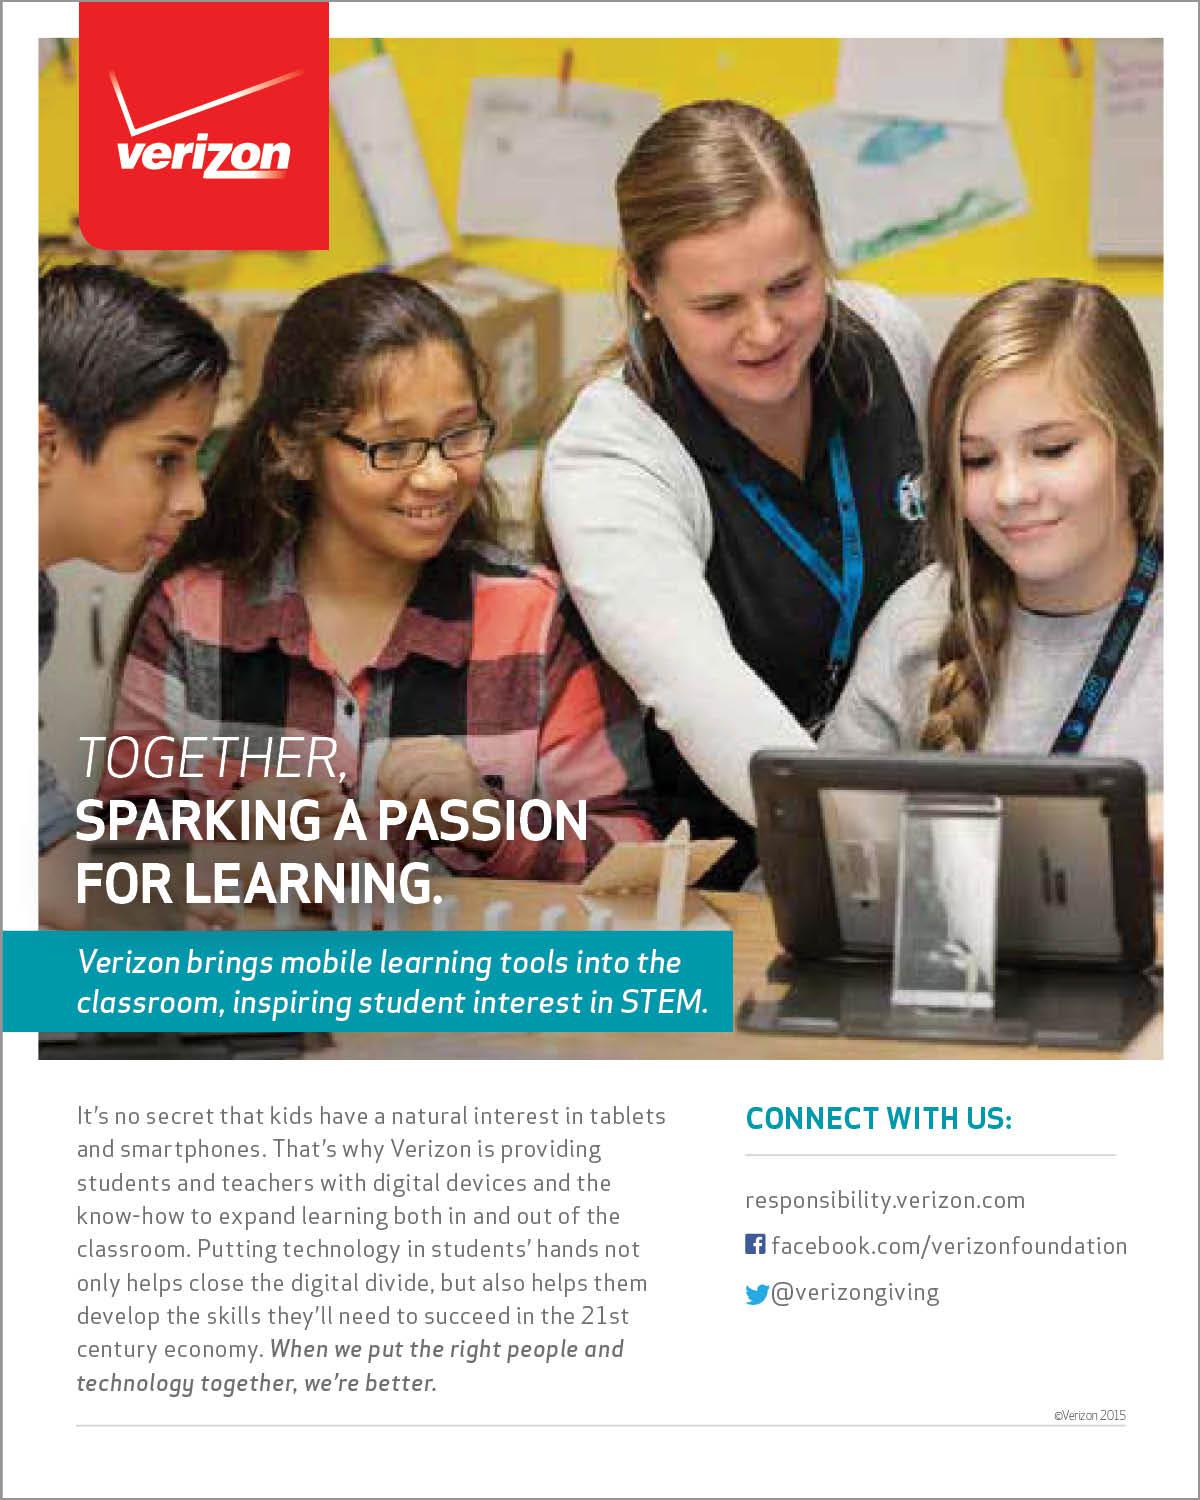 verizon
TOGETHER,
SPARKING A PASSION
FOR LEARNING.
Verizon brings mobile learning tools into the
classroom, inspiring student interest in STEM.
It’s no secret that kids have a natural interest in tablets
and smartphones. That’s why Verizon is providing
students and teachers with digital devices and the
know-how to expand learning both in and out of the
classroom. Putting technology in students’ hands not
only helps close the digital divide, but also helps them
develop the skills they’ll need to succeed in the 21st
century economy. When we put the right people and
technology together, we’re better.
CONNECT WITH US:
responsibility.verizon.com
facebook.com/verizonfoundation
@verizongiving
©Verizon 2015